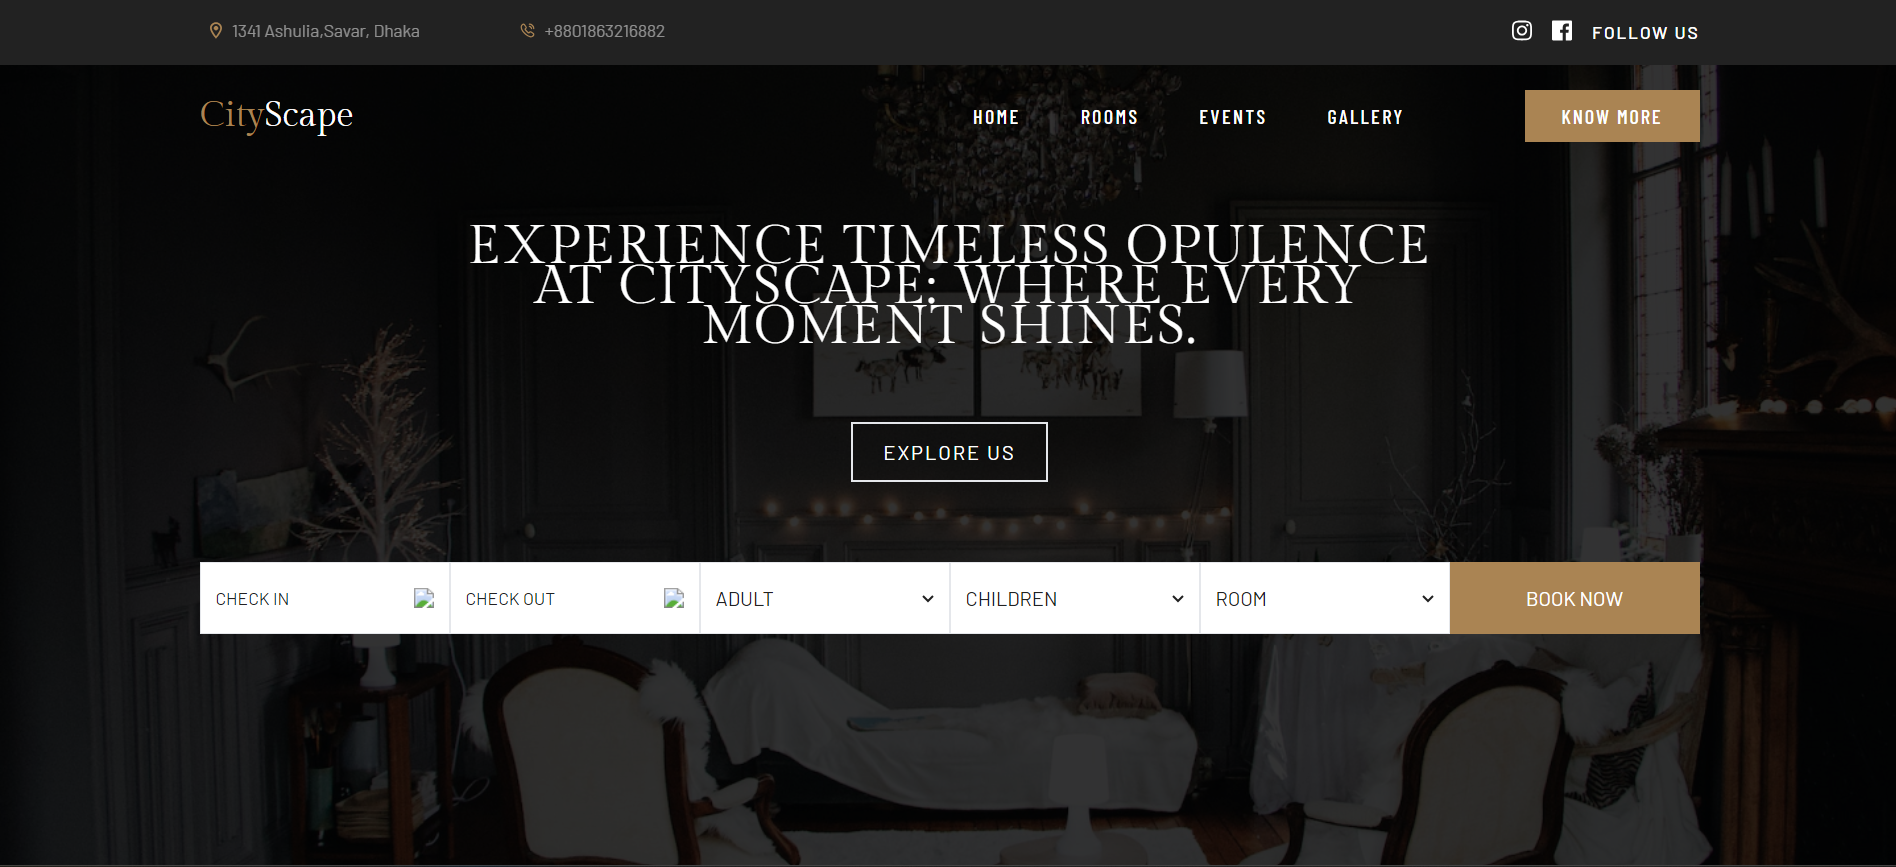 1341 Ashulia,Savar, Dhaka
+8801863216882
FOLLOW US
CityScape
HOME
ROOMS
EVENTS
GALLERY
KNOW MORE
EXPERIENCE TIMELESS OPULENCE
AT CITYSCAPE: WHERE EVERY
MOMENT SHINES.
EXPLORE US
CHECK IN
CHECK OUT
ADULT
CHILDREN
ROOM
BOOK NOW